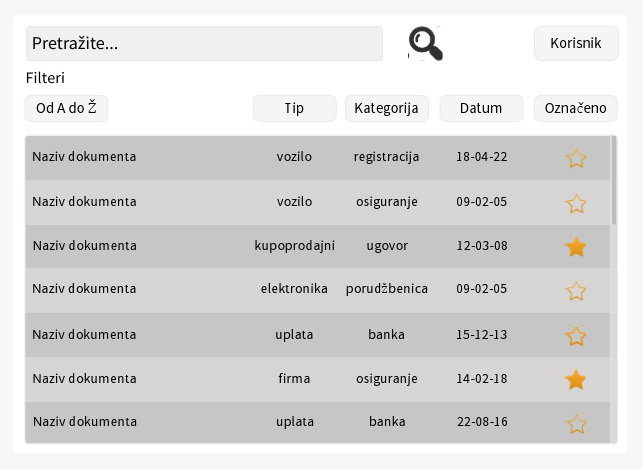 Pretražite...
Korisnik
Filteri
Od A do Ž Tip Kategorija Datum Označeno
Naziv dokumenta vozilo registracija 18-04-22
Naziv dokumenta vozilo osiguranje 09-02-05
Naziv dokumenta kupoprodajni ugovor 12-03-08
Naziv dokumenta elektronika porudžbenica 09-02-05
Naziv dokumenta uplata banka 15-12-13
Naziv dokumenta firma osiguranje 14-02-18
Naziv dokumenta uplata banka 22-08-16